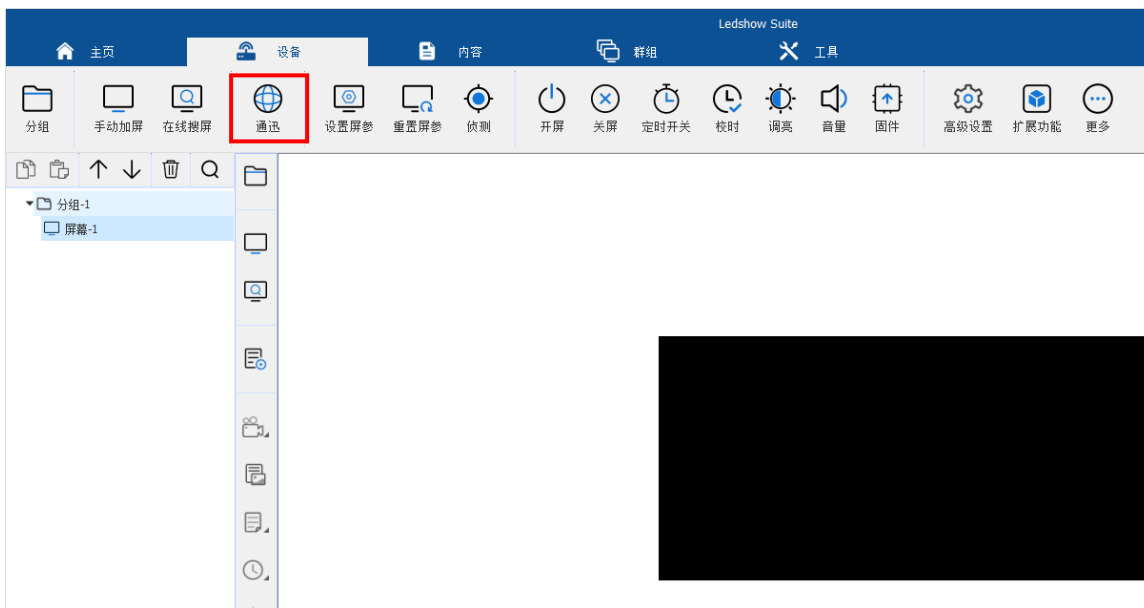 Ledshow Suite
主页 设备 内容 群组 工具
分组 手动加屏 在线搜屏 通迅 设置屏参 重置屏参 侦测 开屏 关屏 定时开关 校时 调亮 音量 固件 高级设置 扩展功能 更多
分组-1
屏幕-1